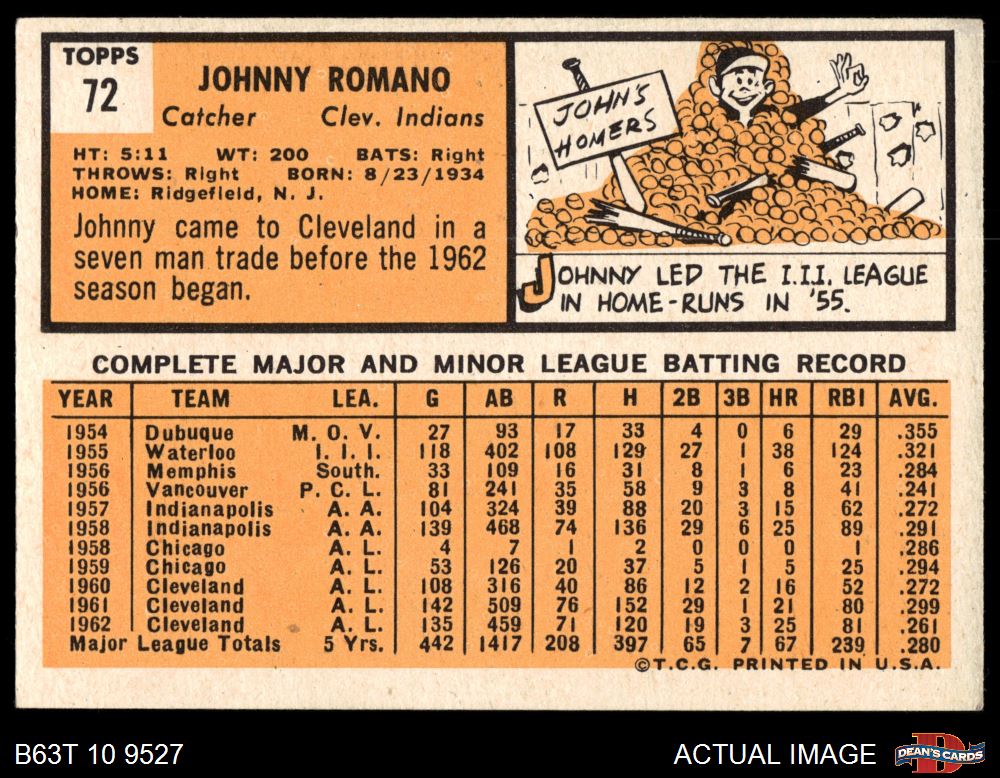 TOPPS
72
JOHNNY ROMANO
Catcher Clev. Indians
HT: 5:11 WT: 200 BATS: Right
THROWS: Right BORN: 8/23/1934
HOME: Ridgefield, N. J.
Johnny came to Cleveland in a
seven man trade before the 1962
season began.
JOHN'S
HOMERS
JOHNNY LED THE I.I.I. LEAGUE
IN HOME-RUNS IN '55.
COMPLETE MAJOR AND MINOR LEAGUE BATTING RECORD
YEAR TEAM LEA. G AB R H 2B 3B HR RBI AVG.
1954 Dubuque M. O. V. 27 93 17 33 4 0 6 29 .355
1955 Waterloo I. I. I. 118 402 108 129 27 1 38 124 .321
1956 Memphis South. 33 109 16 31 8 1 6 23 .284
1956 Vancouver P. C. L. 81 241 35 58 9 3 8 41 .241
1957 Indianapolis A. A. 104 324 39 88 20 3 15 62 .272
1958 Indianapolis A. A. 139 468 74 136 29 6 25 89 .291
1958 Chicago A. L. 4 7 1 2 0 0 0 1 .286
1959 Chicago A. L. 53 126 20 37 5 1 5 25 .294
1960 Cleveland A. L. 108 316 40 86 12 2 16 52 .272
1961 Cleveland A. L. 142 509 76 152 29 1 21 80 .299
1962 Cleveland A. L. 135 459 71 120 19 3 25 81 .261
Major League Totals 5 Yrs. 442 1417 208 397 65 7 67 239 .280
©T.C.G. PRINTED IN U.S.A.
B63T 10 9527 ACTUAL IMAGE DEAN'S CARDS